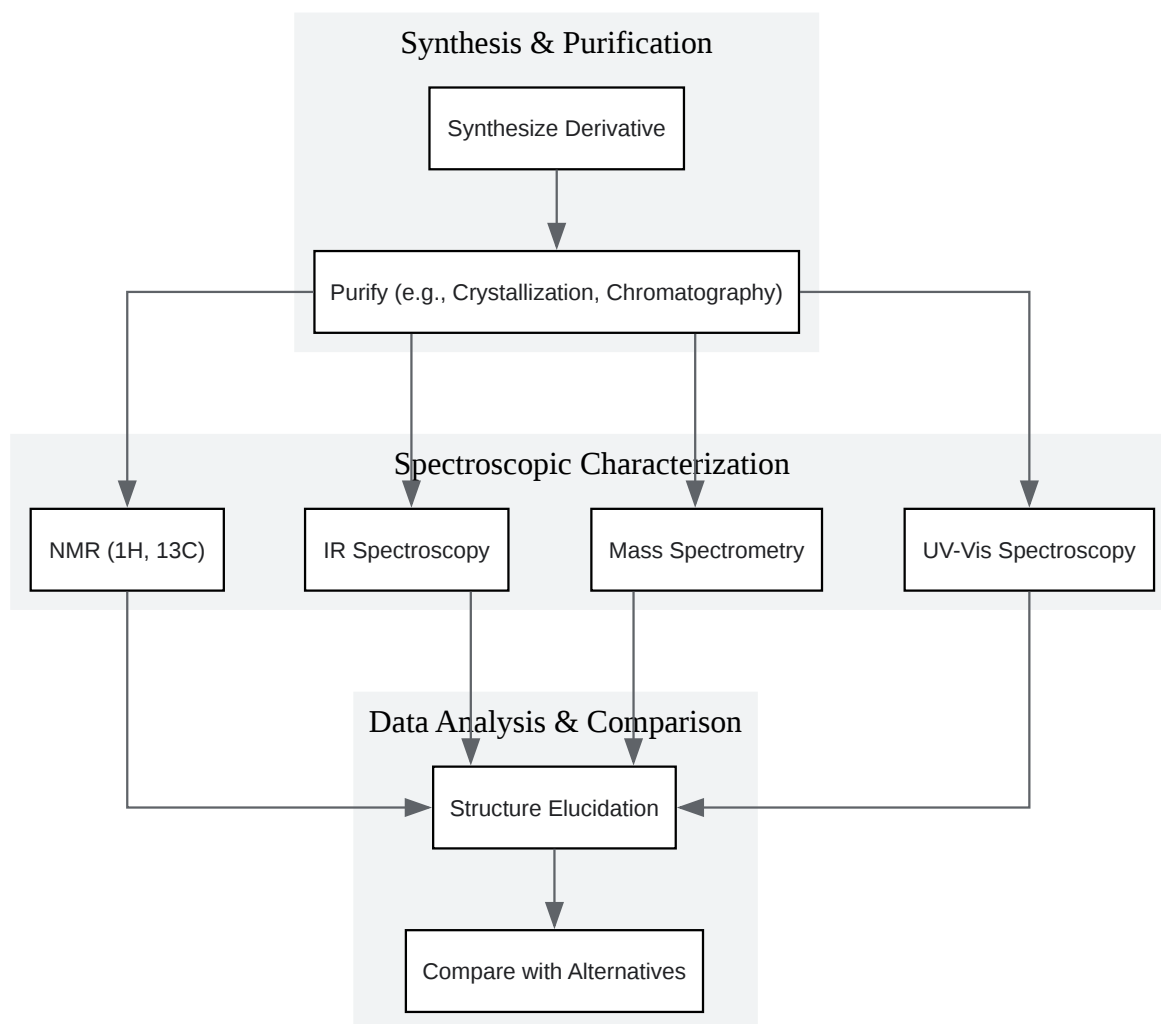 Synthesis & Purification
Synthesize Derivative
Purify (e.g., Crystallization, Chromatography)
Spectroscopic Characterization
NMR (1H, 13C)
IR Spectroscopy
Mass Spectrometry
UV-Vis Spectroscopy
Data Analysis & Comparison
Structure Elucidation
Compare with Alternatives